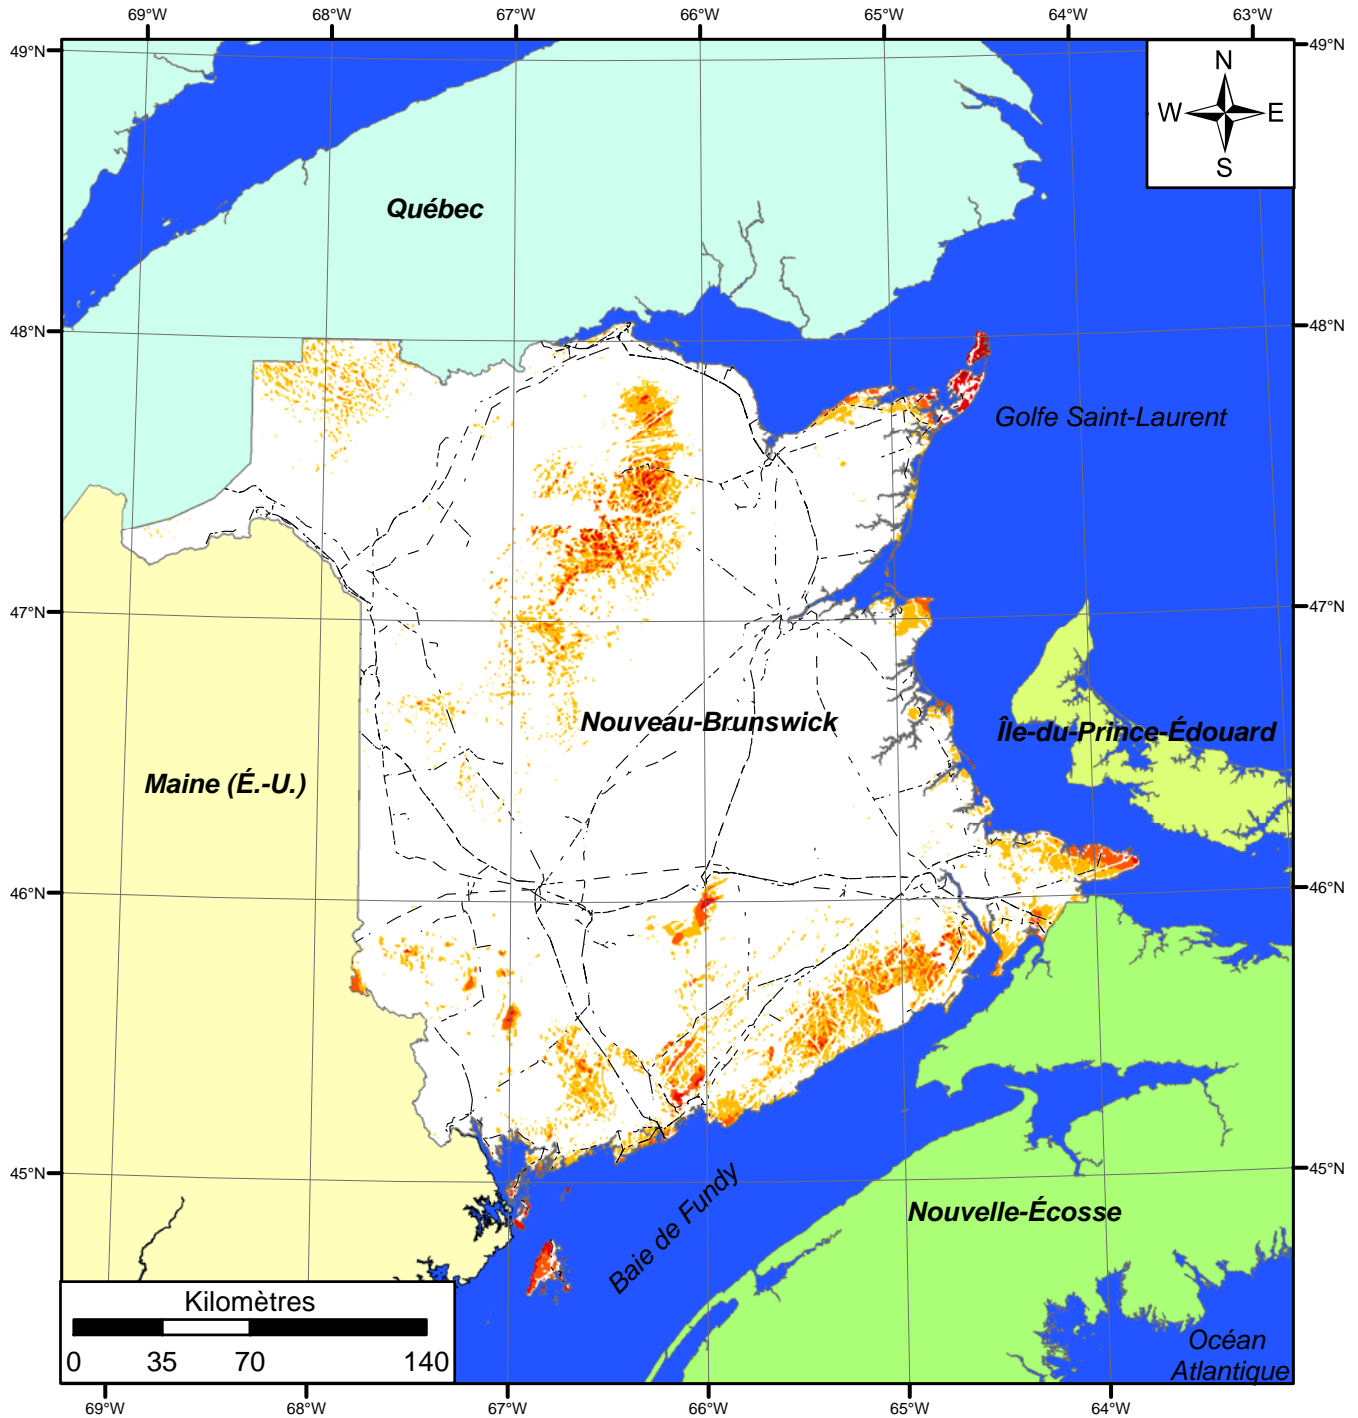 69°W 68°W 67°W 66°W 65°W 64°W 63°W
49°N 49°N
N
W E
S
Québec
48°N 48°N
Golfe Saint-Laurent
47°N 47°N
Nouveau-Brunswick
Île-du-Prince-Édouard
Maine (É.-U.)
46°N 46°N
45°N 45°N
Baie de Fundy
Nouvelle-Écosse
Kilomètres
0 35 70 140
Océan
Atlantique
69°W 68°W 67°W 66°W 65°W 64°W